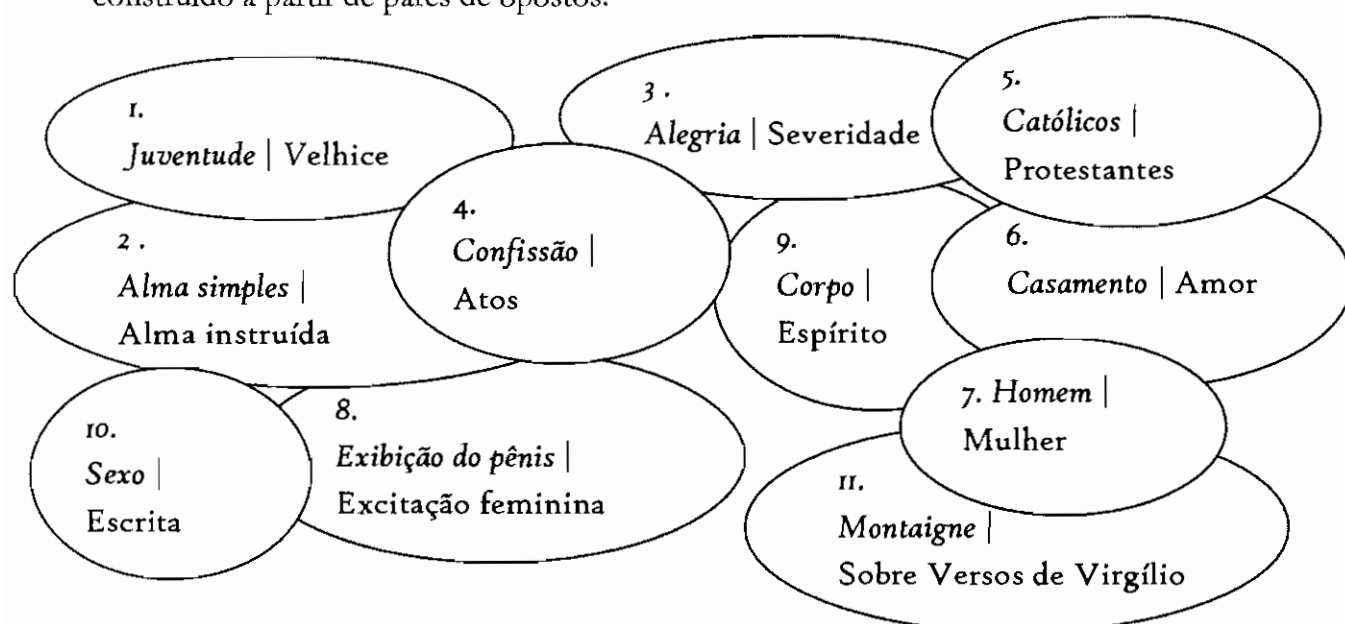 construído a partir de pares de opostos.
1.
Juventude | Velhice
2.
Alma simples |
Alma instruída
3.
Alegria | Severidade
4.
Confissão |
Atos
5.
Católicos |
Protestantes
6.
Casamento | Amor
7. Homem |
Mulher
8.
Exibição do pênis |
Excitação feminina
9.
Corpo |
Espírito
10.
Sexo |
Escrita
11.
Montaigne |
Sobre Versos de Virgílio